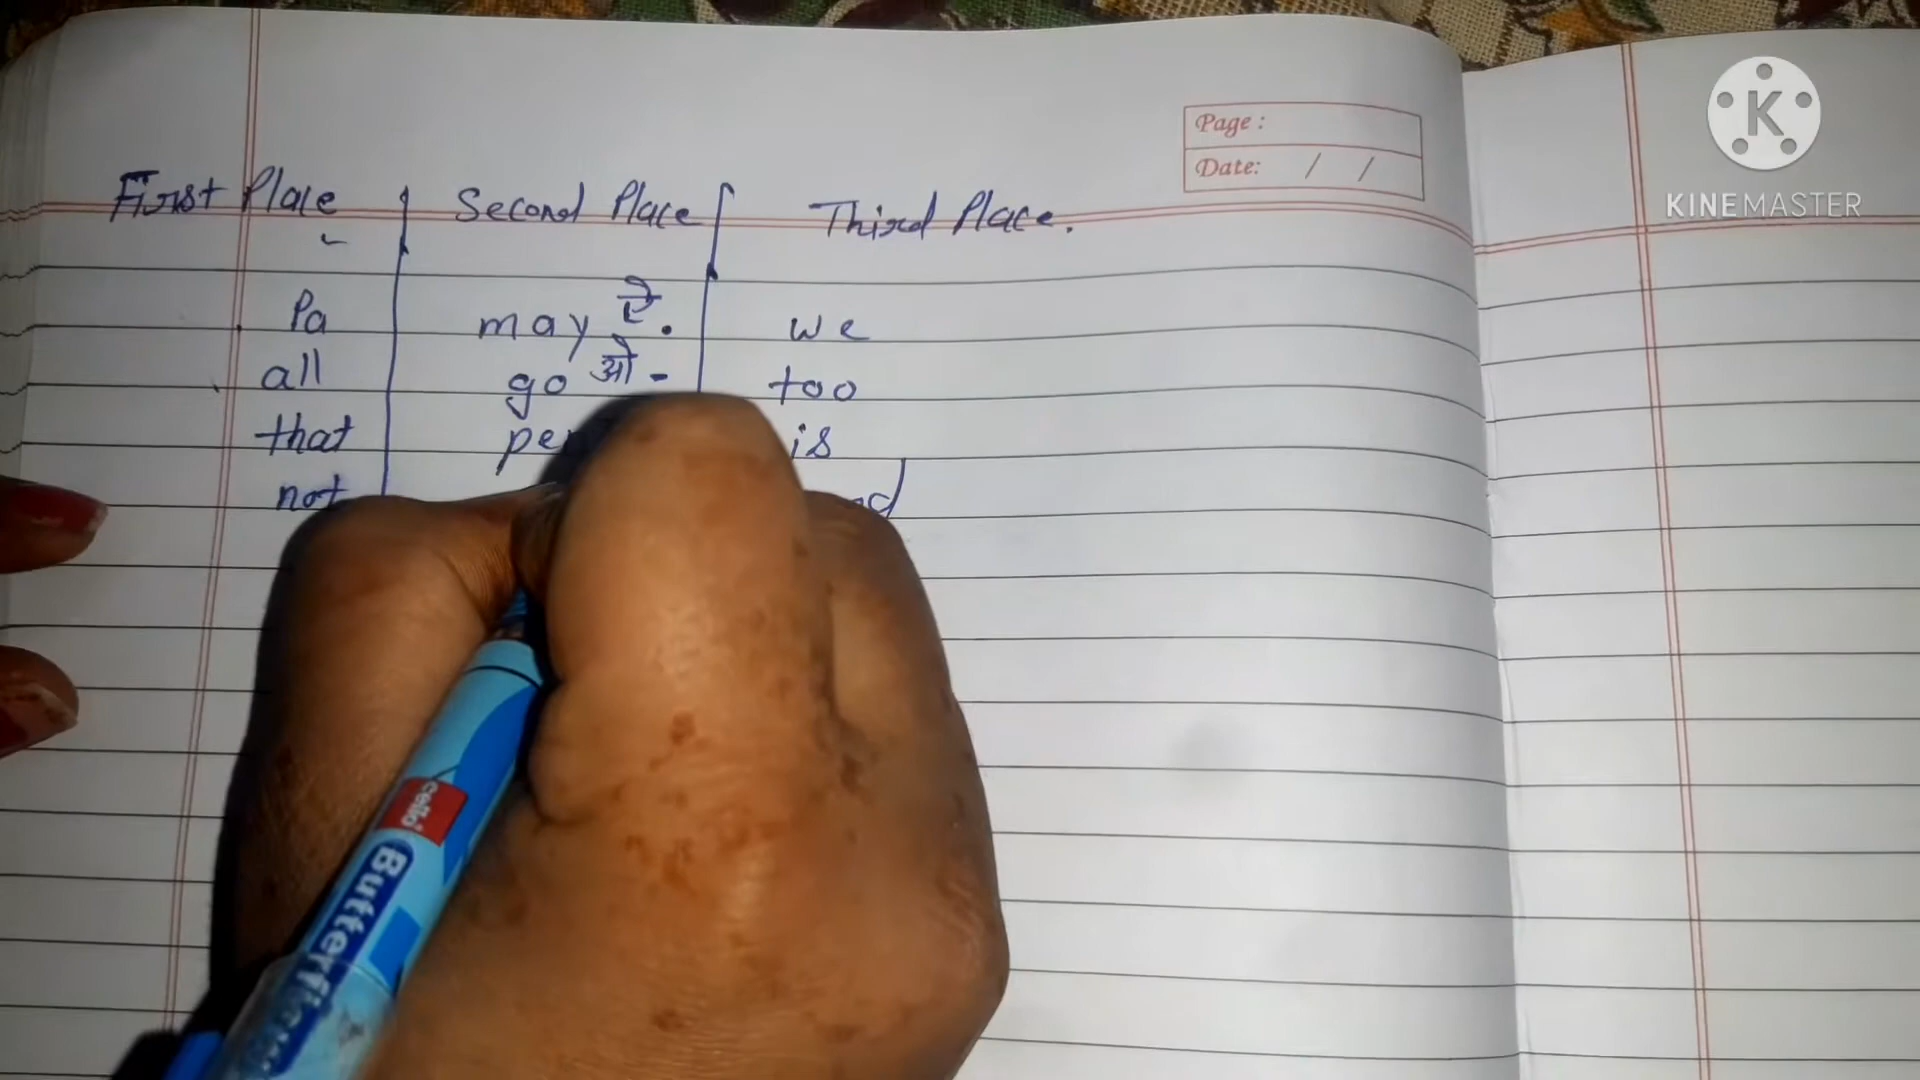 Page :
Date: / /
K
KINEMASTER
First Place Second Place Third Place.
Pa may ऐ. we
all go ओ - too
that is
not
cello
Butterflow